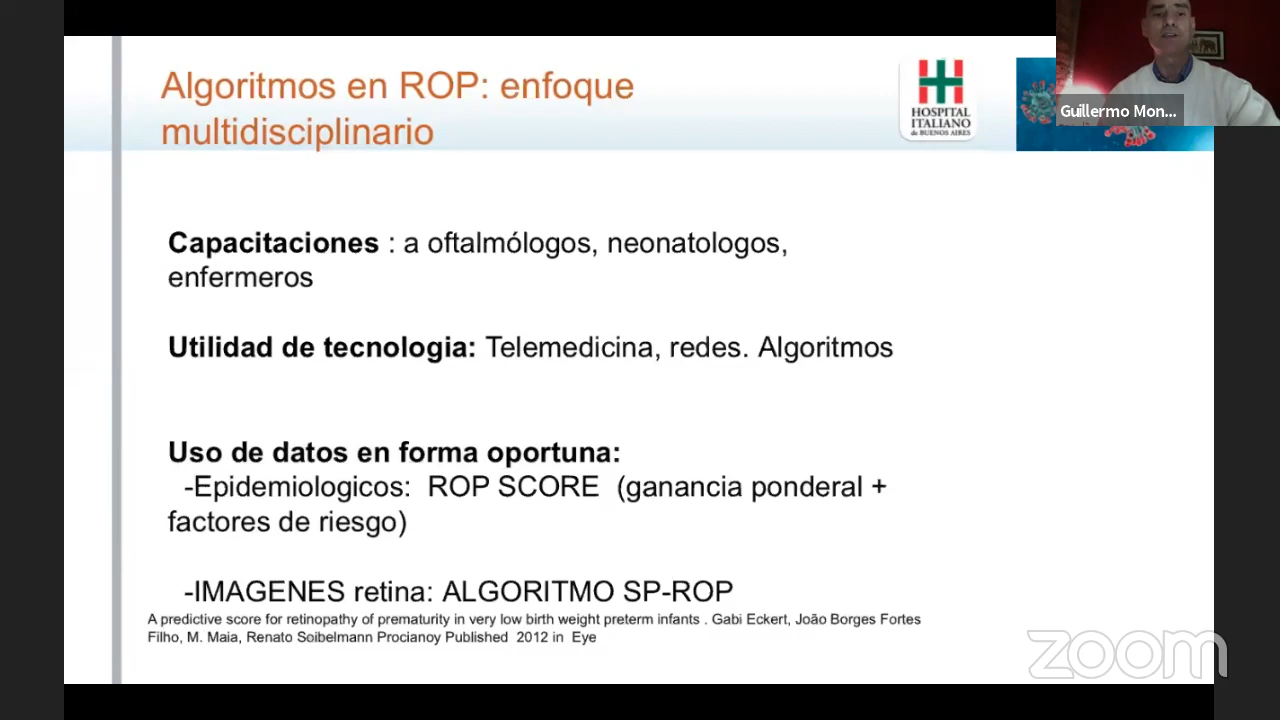 Algoritmos en ROP: enfoque
multidisciplinario
HOSPITAL
ITALIANO
de BUENOS AIRES
Guillermo Mon...
Capacitaciones : a oftalmólogos, neonatologos,
enfermeros
Utilidad de tecnologia: Telemedicina, redes. Algoritmos
Uso de datos en forma oportuna:
-Epidemiologicos: ROP SCORE (ganancia ponderal +
factores de riesgo)
-IMAGENES retina: ALGORITMO SP-ROP
A predictive score for retinopathy of prematurity in very low birth weight preterm infants . Gabi Eckert, João Borges Fortes
Filho, M. Maia, Renato Soibelmann Procianoy Published 2012 in Eye
zoom